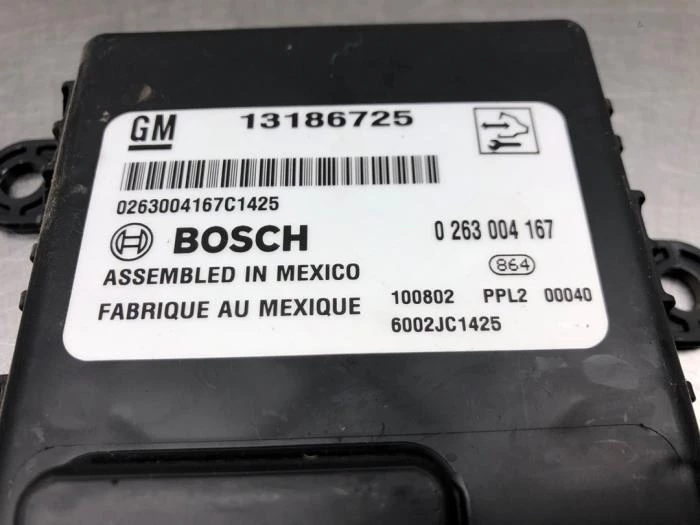 GM 13186725
0263004167C1425
BOSCH 0 263 004 167
864
ASSEMBLED IN MEXICO
FABRIQUE AU MEXIQUE
100802 PPL2 00040
6002JC1425